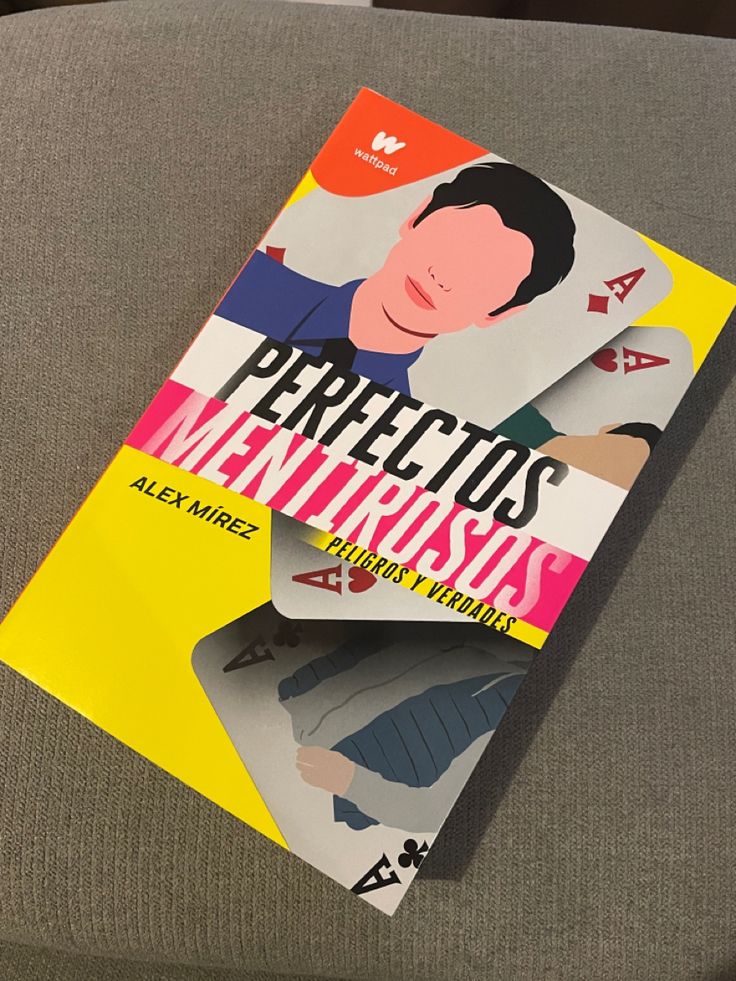 wattpad
A
A
PERFECTOS
MENTIROSOS
ALEX MÍREZ
PELIGROS Y VERDADES
A
A
A